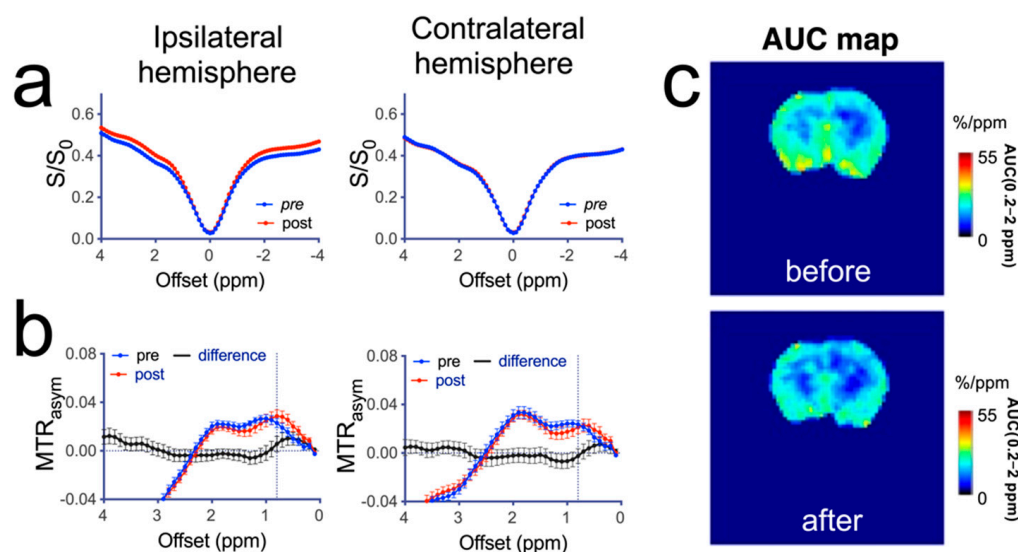 a
Ipsilateral
hemisphere
S/S0
0.6
0.4
0.2
0.0
4
2
0
-2
-4
pre
post
Offset (ppm)
Contralateral
hemisphere
S/S0
0.6
0.4
0.2
0.0
4
2
0
-2
-4
pre
post
Offset (ppm)
b
MTRasym
0.08
0.04
0.00
-0.04
pre
difference
post
4
3
2
1
0
Offset (ppm)
MTRasym
0.08
0.04
0.00
-0.04
pre
difference
post
4
3
2
1
0
Offset (ppm)
c
AUC map
before
%/ppm
55
0
AUC(0.2–2 ppm)
after
%/ppm
55
0
AUC(0.2–2 ppm)